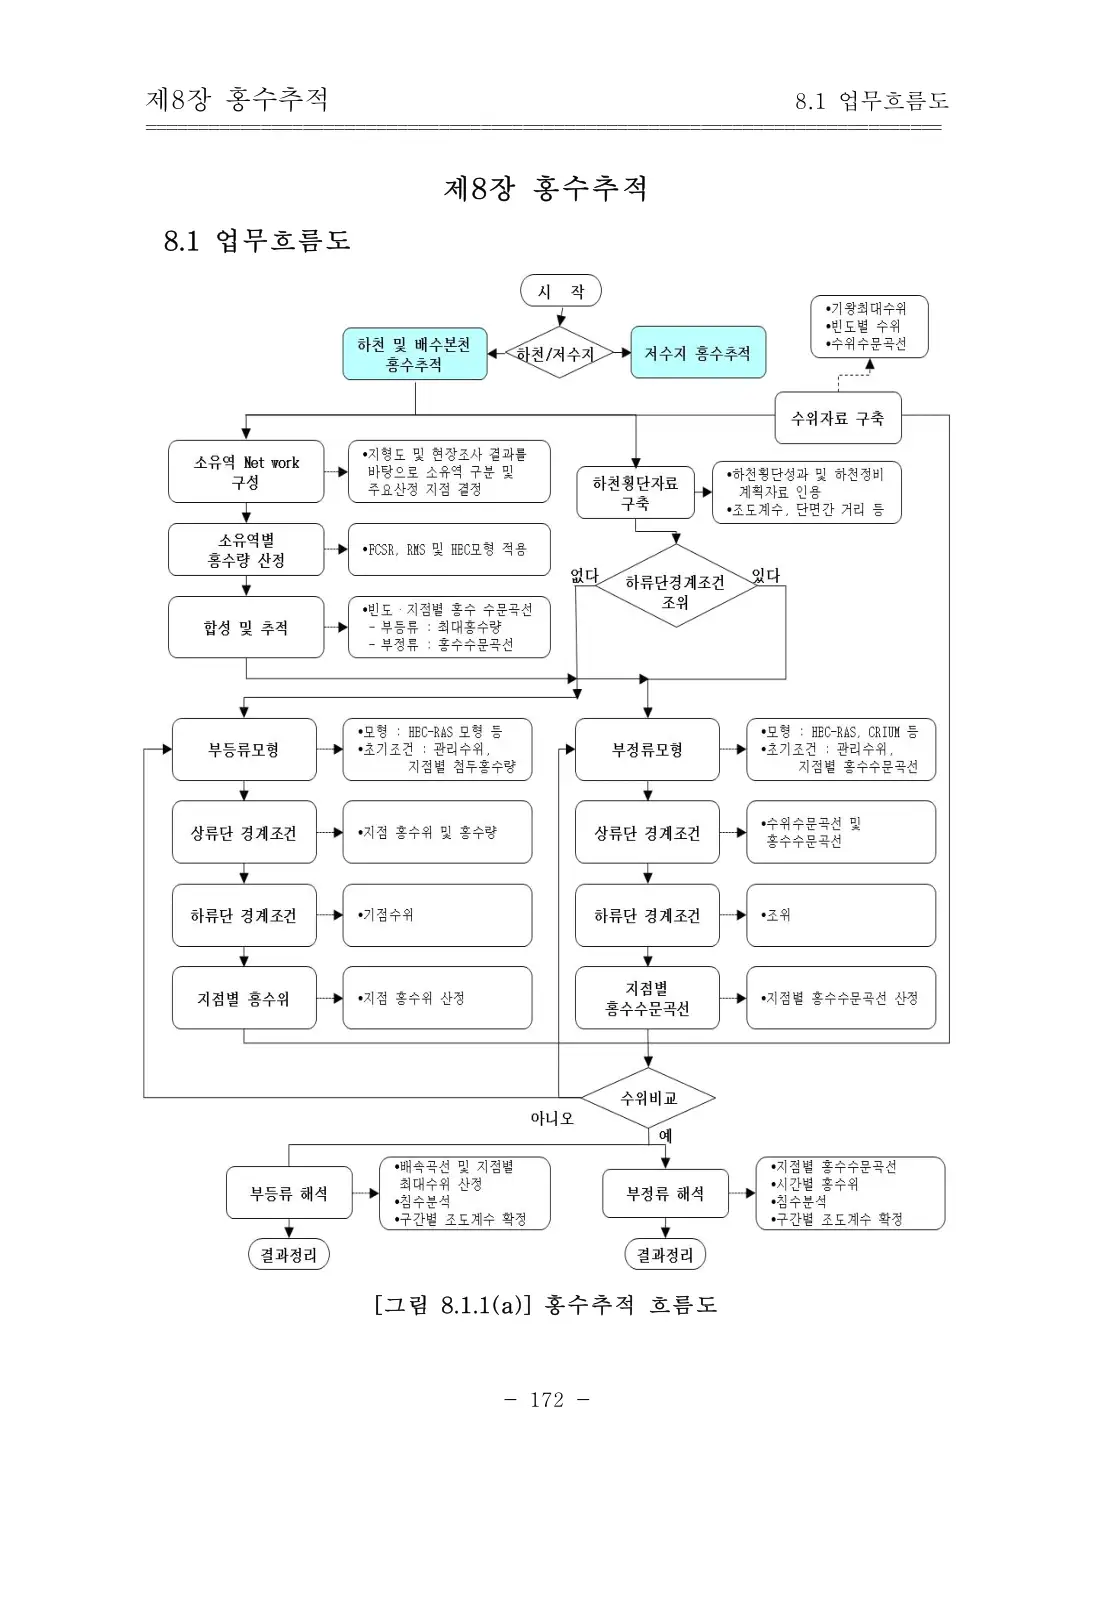 제8장 홍수추적
8.1 업무흐름도
제8장 홍수추적
8.1 업무흐름도
시 작
•기왕최대수위
•빈도별 수위
•수위수문곡선
하천 및 배수본천
홍수추적
하천/저수지
저수지 홍수추적
수위자료 구축
소유역 Net work
구성
•지형도 및 현장조사 결과를
바탕으로 소유역 구분 및
주요산정 지점 결정
하천횡단자료
구축
•하천횡단성과 및 하천정비
계획자료 인용
•조도계수, 단면간 거리 등
소유역별
홍수량 산정
•FCSR, RMS 및 HEC모형 적용
없다
하류단경계조건
조위
있다
합성 및 추적
•빈도·지점별 홍수 수문곡선
- 부등류 : 최대홍수량
- 부정류 : 홍수수문곡선
부등류모형
•모형 : HEC-RAS 모형 등
•초기조건 : 관리수위,
지점별 첨두홍수량
부정류모형
•모형 : HEC-RAS, CRIUM 등
•초기조건 : 관리수위,
지점별 홍수수문곡선
상류단 경계조건
•지점 홍수위 및 홍수량
상류단 경계조건
•수위수문곡선 및
홍수수문곡선
하류단 경계조건
•기점수위
하류단 경계조건
•조위
지점별 홍수위
•지점 홍수위 산정
지점별
홍수수문곡선
•지점별 홍수수문곡선 산정
수위비교
아니오
예
부등류 해석
•배속곡선 및 지점별
최대수위 산정
•침수분석
•구간별 조도계수 확정
부정류 해석
•지점별 홍수수문곡선
•시간별 홍수위
•침수분석
•구간별 조도계수 확정
결과정리
결과정리
[그림 8.1.1(a)] 홍수추적 흐름도
- 172 -